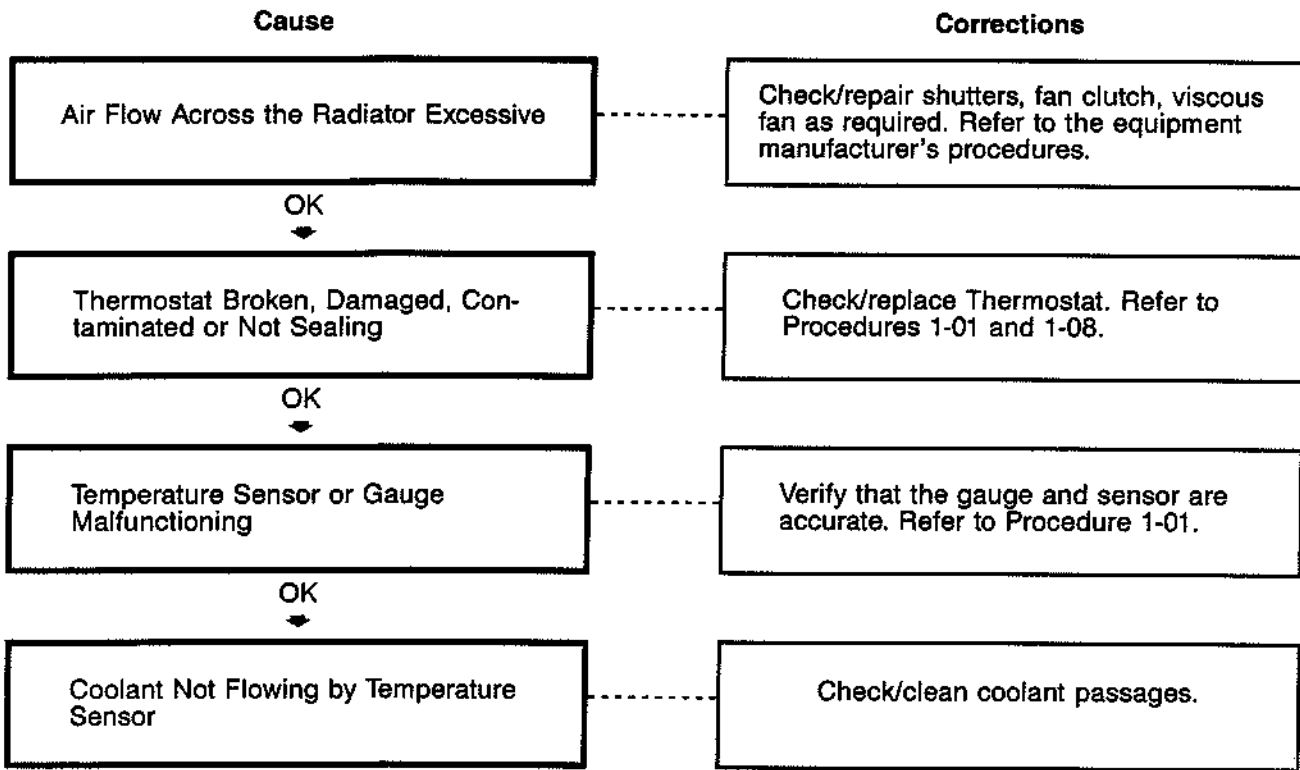 Cause
Corrections
Air Flow Across the Radiator Excessive
Check/repair shutters, fan clutch, viscous
fan as required. Refer to the equipment
manufacturer's procedures.
OK
Thermostat Broken, Damaged, Con-
taminated or Not Sealing
Check/replace Thermostat. Refer to
Procedures 1-01 and 1-08.
OK
Temperature Sensor or Gauge
Malfunctioning
Verify that the gauge and sensor are
accurate. Refer to Procedure 1-01.
OK
Coolant Not Flowing by Temperature
Sensor
Check/clean coolant passages.